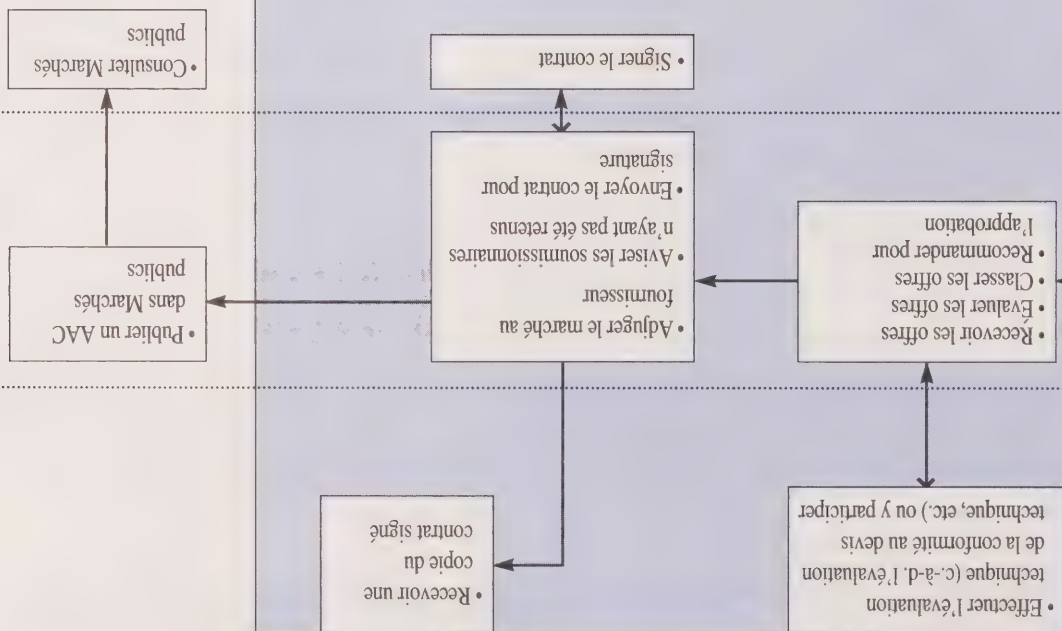 • Effectuer l'évaluation
technique (c.-à-d. l'évaluation
de la conformité au devis
technique, etc.) ou y participer
• Recevoir une
copie du
contrat signé
• Recevoir les offres
• Évaluer les offres
• Classer les offres
• Recommander pour
l'approbation
• Adjuger le marché au
fournisseur
• Aviser les soumissionnaires
n'ayant pas été retenus
• Envoyer le contrat pour
signature
• Publier un AAC
dans Marchés
publics
• Signer le contrat
• Consulter Marchés
publics